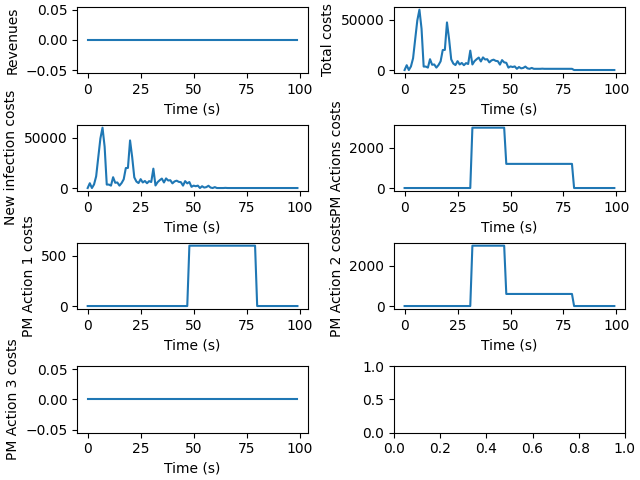 Revenues
0.05
0.00
−0.05
0 25 50 75 100
Time (s)
Total costs
50000
0
0 25 50 75 100
Time (s)
New infection costs
50000
0
0 25 50 75 100
Time (s)
PM Actions costs
2000
0
0 25 50 75 100
Time (s)
PM Action 1 costs
500
0
0 25 50 75 100
Time (s)
PM Action 2 costs
2000
0
0 25 50 75 100
Time (s)
PM Action 3 costs
0.05
0.00
−0.05
0 25 50 75 100
Time (s)
1.0
0.5
0.0
0.0 0.2 0.4 0.6 0.8 1.0